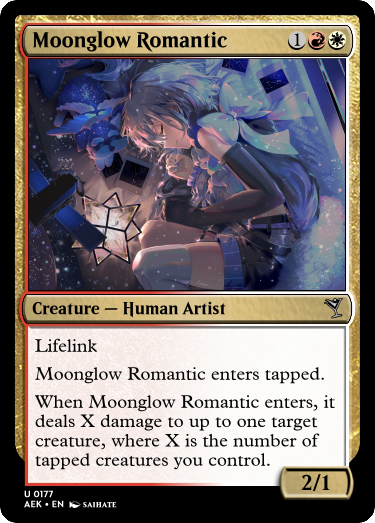 Moonglow Romantic 1
Creature — Human Artist
Lifelink
Moonglow Romantic enters tapped.
When Moonglow Romantic enters, it
deals X damage to up to one target
creature, where X is the number of
tapped creatures you control.
2/1
U 0177
AEK • EN SAIHATE